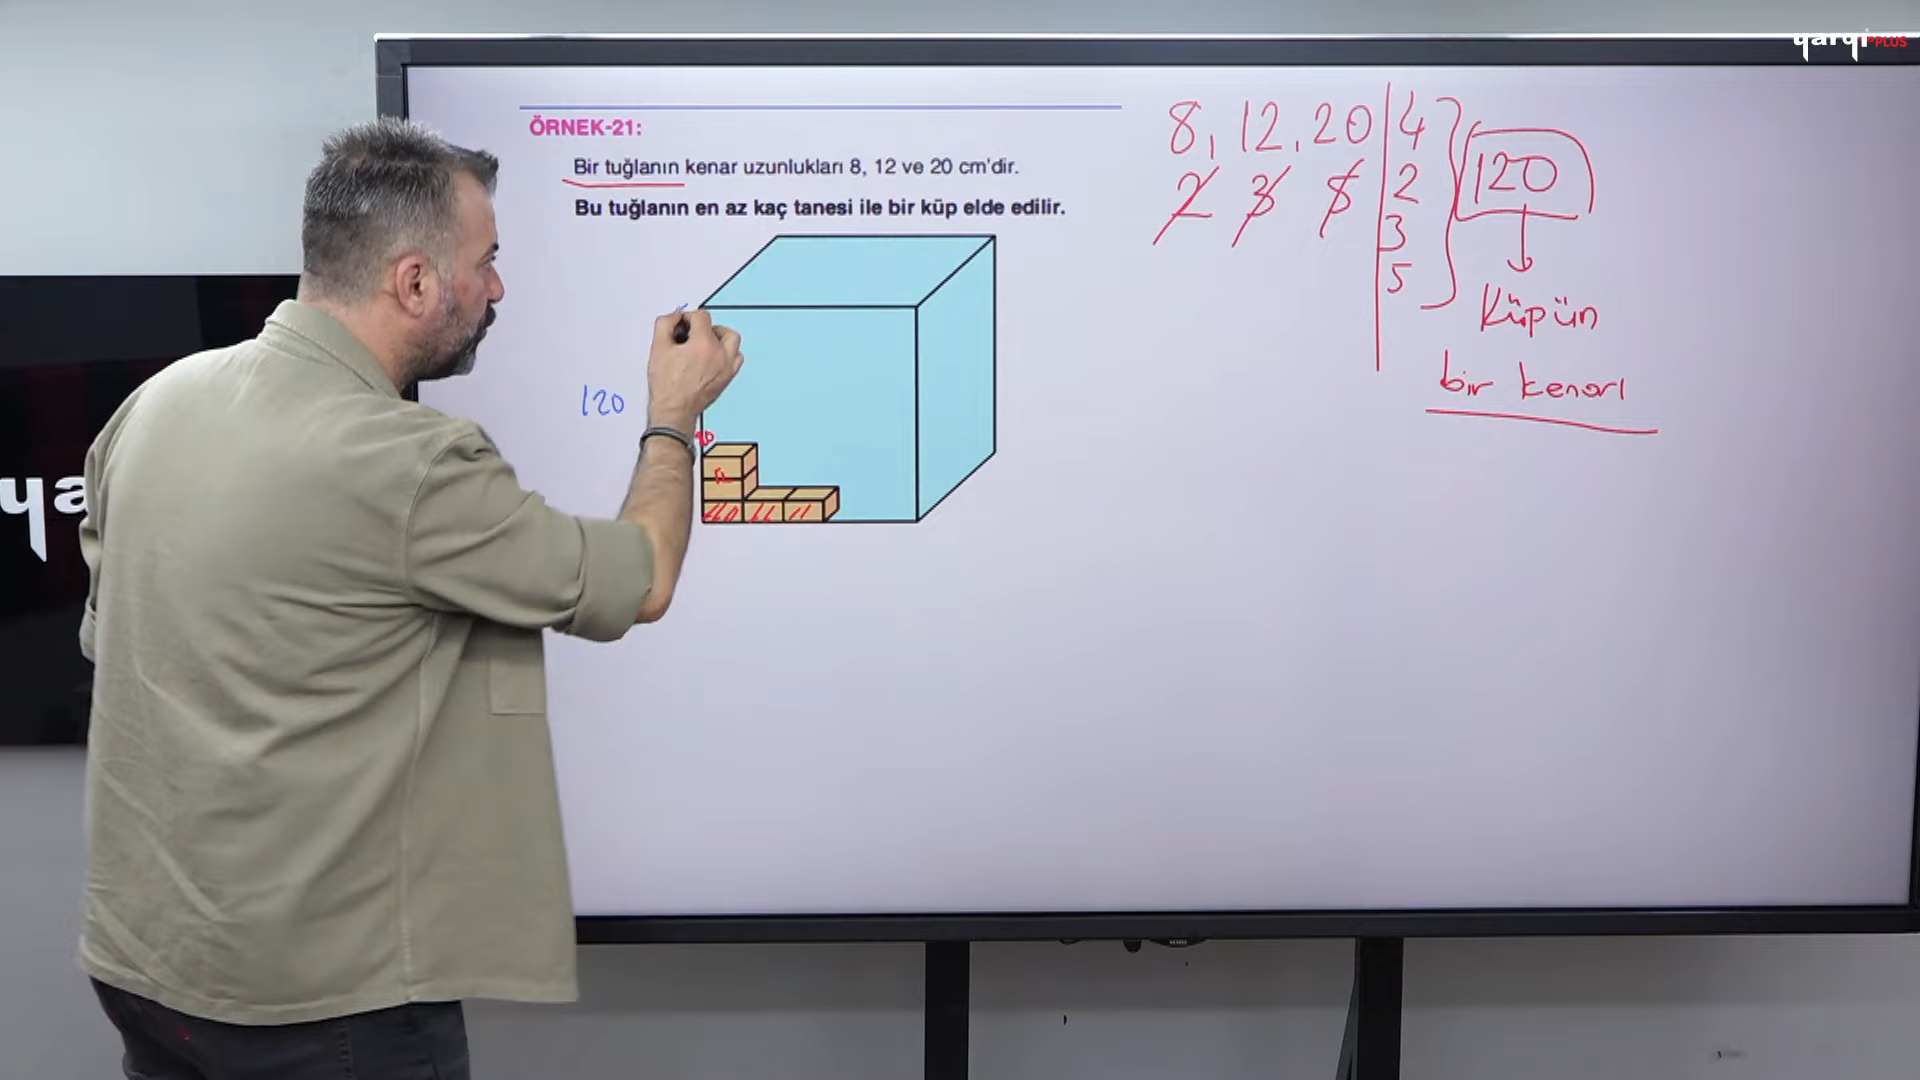 yargıPLUS
ÖRNEK-21:
Bir tuğlanın kenar uzunlukları 8, 12 ve 20 cm'dir.
Bu tuğlanın en az kaç tanesi ile bir küp elde edilir.
8, 12, 20 | 4
2 3 5 | 2
3
5
120
Küpün
bir kenarı
120
ya